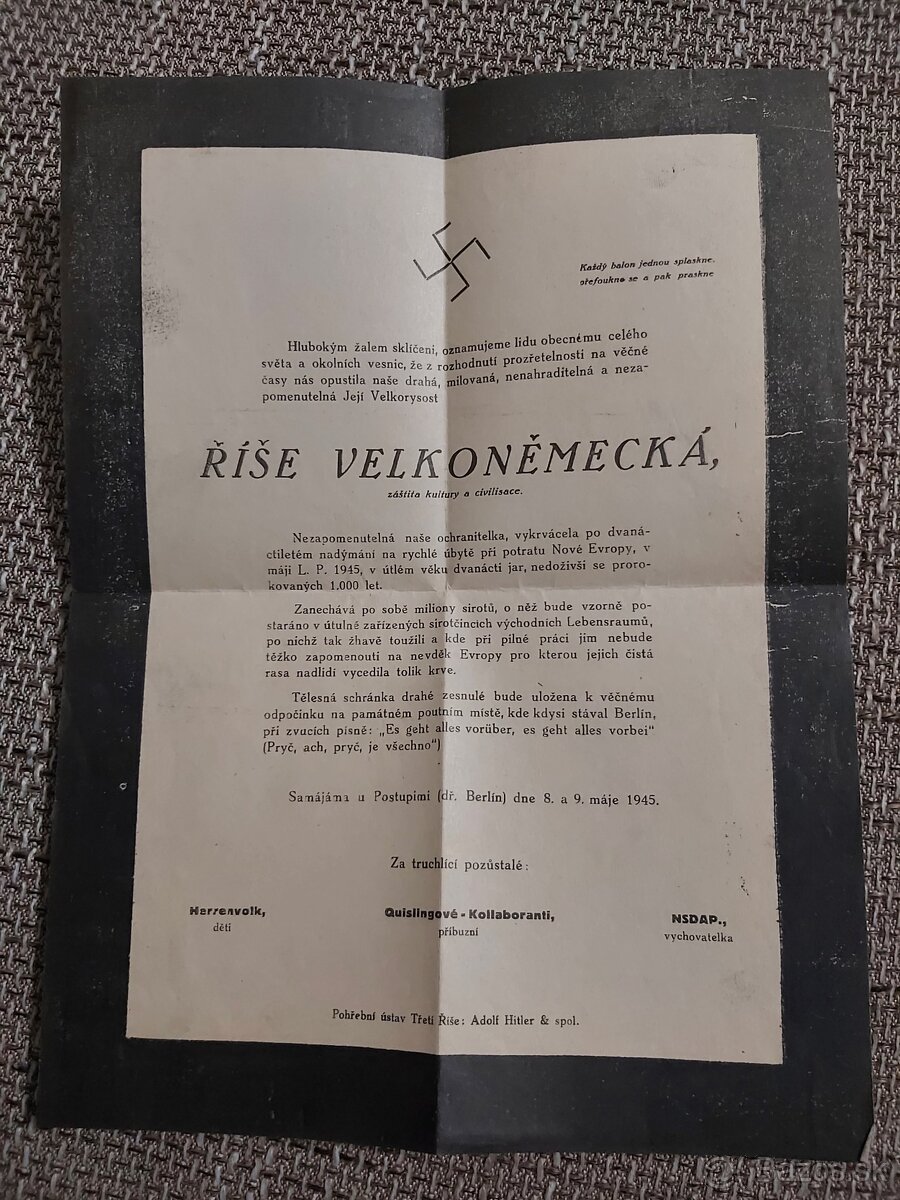 Každý balon jednou splaskne.
přefoukne se a pak praskne
Hlubokým žalem sklíčeni, oznamujeme lidu obecnému celého
světa a okolních vesnic, že z rozhodnutí prozřetelnosti na věčné
časy nás opustila naše drahá, milovaná, nenahraditelná a neza-
pomenutelná Její Velkorysost
ŘÍŠE VELKONĚMECKÁ,
záštita kultury a civilisace.
Nezapomenutelná naše ochranitelka, vykrvácela po dvaná-
ctiletém nadýmání na rychlé úbytě při potratu Nové Evropy, v
máji L. P. 1945, v útlém věku dvanácti jar, nedoživší se proro-
kovaných 1.000 let.
Zanechává po sobě miliony sirotů, o něž bude vzorně po-
staráno v útulně zařízených sirotčincích východních Lebensraumů,
po nichž tak žhavě toužili a kde při pilné práci jim nebude
těžko zapomenouti na nevděk Evropy pro kterou jejich čistá
rasa nadlidí vycedila tolik krve.
Tělesná schránka drahé zesnulé bude uložena k věčnému
odpočinku na památném poutním místě, kde kdysi stával Berlín,
při zvucích písně: „Es geht alles vorüber, es geht alles vorbei“
(Pryč, ach, pryč, je všechno“)
Samájáma u Postupimi (dř. Berlín) dne 8. a 9. máje 1945.
Za truchlící pozůstalé:
Herrenvolk, Quislingové - Kollaboranti, NSDAP.,
děti příbuzní vychovatelka
Pohřební ústav Třetí Říše: Adolf Hitler & spol.
Bazos.sk